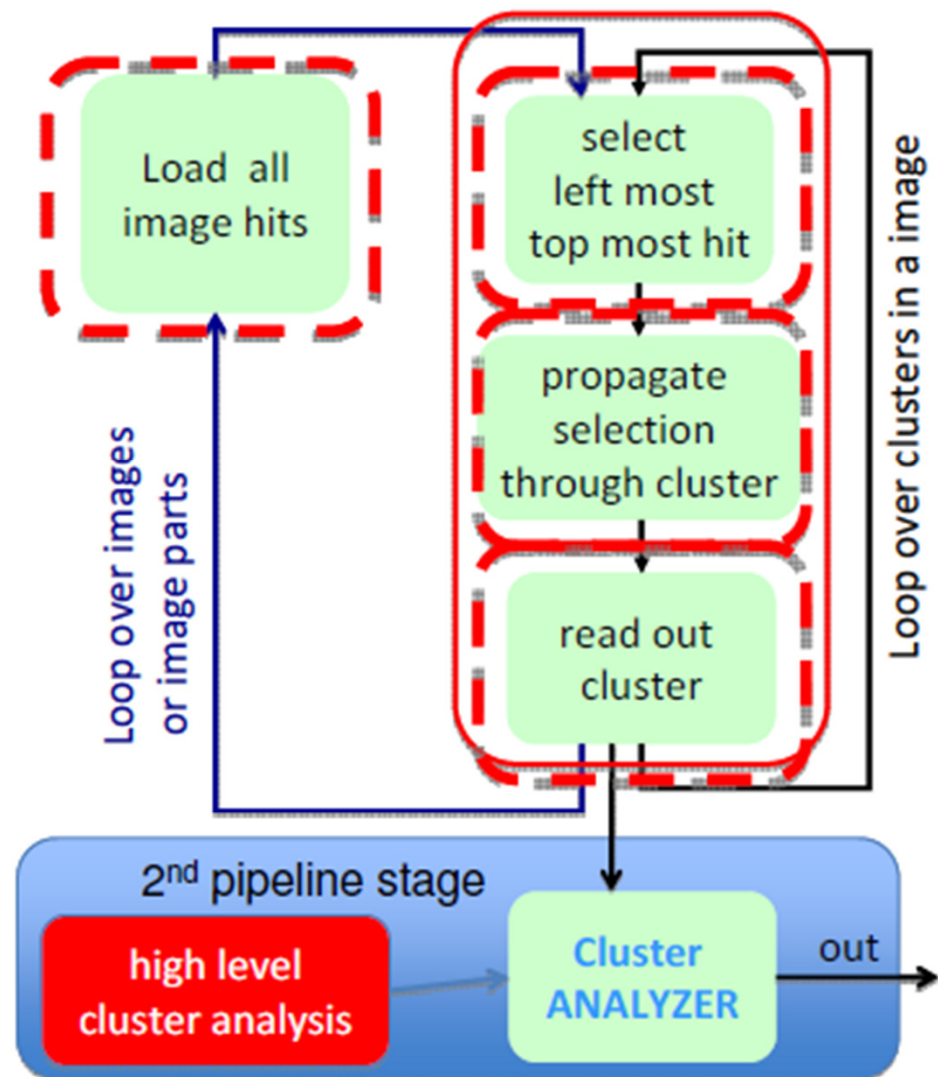 Load all
image hits
select
left most
top most hit
propagate
selection
through cluster
read out
cluster
Loop over images
or image parts
Loop over clusters in a image
2nd pipeline stage
high level
cluster analysis
Cluster
ANALYZER
out